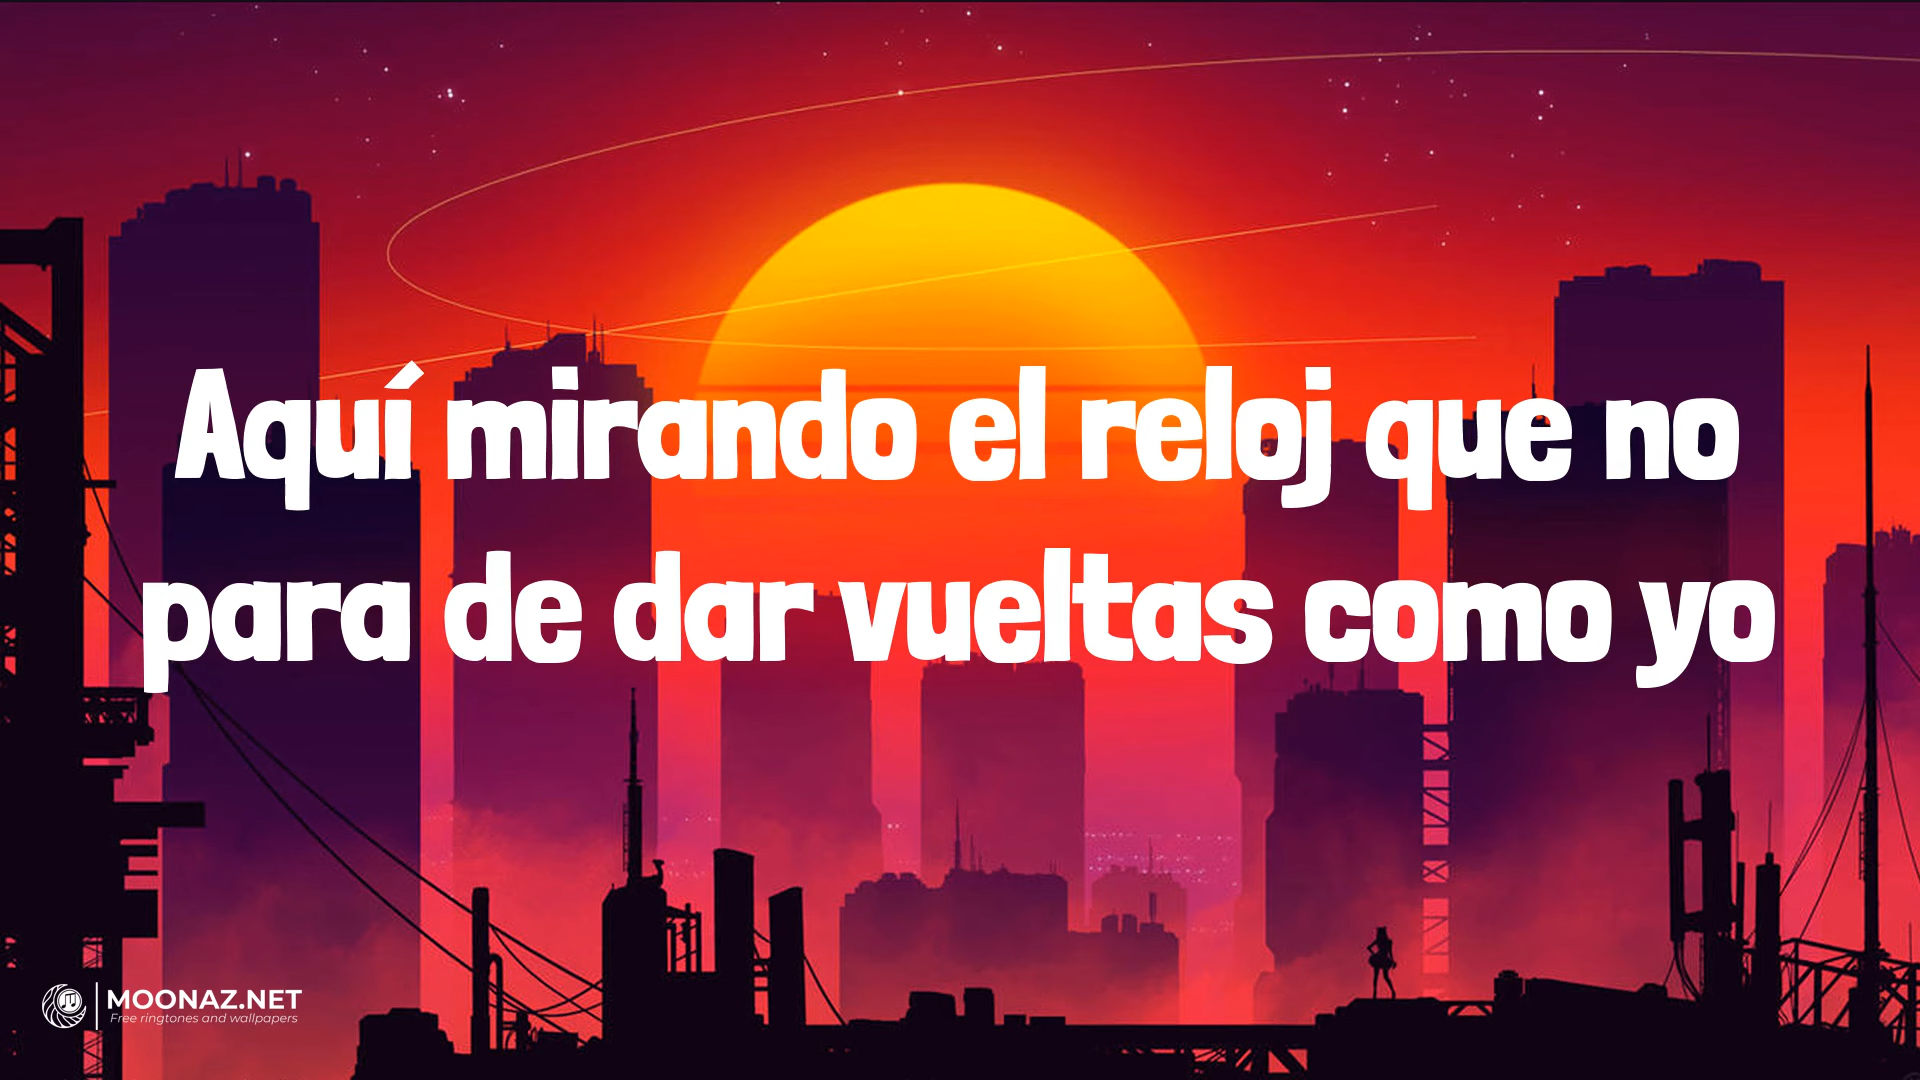 Aquí mirando el reloj que no
para de dar vueltas como yo
MOONAZ.NET
Free ringtones and wallpapers